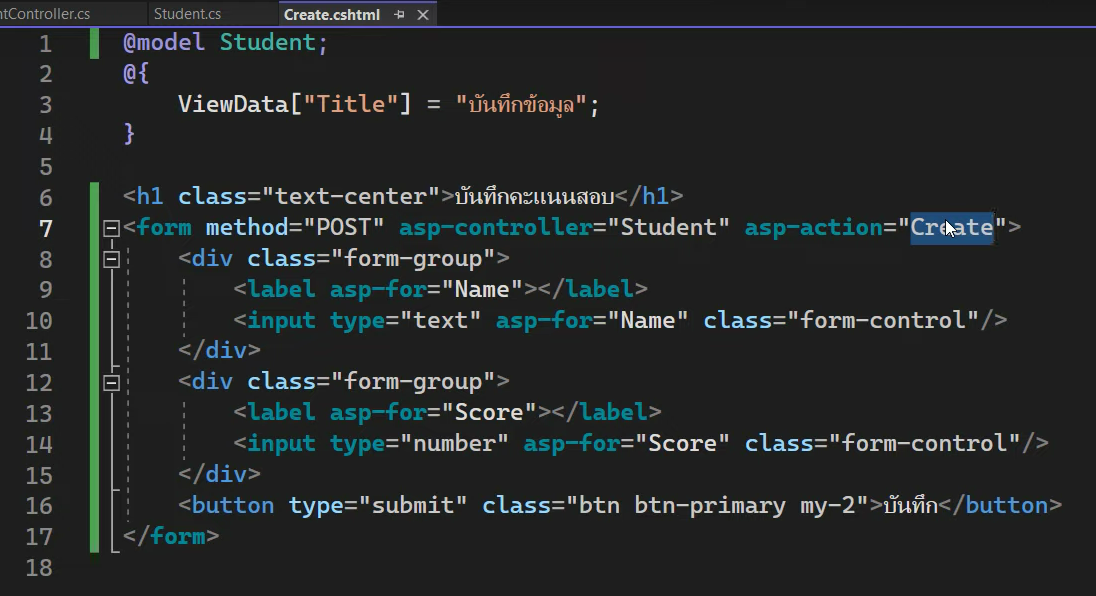 ntController.cs Student.cs Create.cshtml
1 @model Student;
2 @{
3 ViewData["Title"] = "บันทึกข้อมูล";
4 }
5
6 <h1 class="text-center">บันทึกคะแนนสอบ</h1>
7 <form method="POST" asp-controller="Student" asp-action="Create">
8 <div class="form-group">
9 <label asp-for="Name"></label>
10 <input type="text" asp-for="Name" class="form-control"/>
11 </div>
12 <div class="form-group">
13 <label asp-for="Score"></label>
14 <input type="number" asp-for="Score" class="form-control"/>
15 </div>
16 <button type="submit" class="btn btn-primary my-2">บันทึก</button>
17 </form>
18